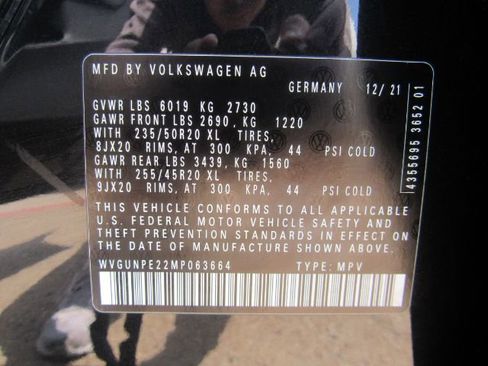 MFD BY VOLKSWAGEN AG
GERMANY 12/21
GVWR LBS 6019 KG 2730
GAWR FRONT LBS 2690, KG 1220
WITH 235/50R20 XL TIRES,
8JX20 RIMS, AT 300 KPA, 44 PSI COLD
GAWR REAR LBS 3439, KG 1560
WITH 255/45R20 XL TIRES,
9JX20 RIMS, AT 300 KPA, 44 PSI COLD
THIS VEHICLE CONFORMS TO ALL APPLICABLE
U.S. FEDERAL MOTOR VEHICLE SAFETY AND
THEFT PREVENTION STANDARDS IN EFFECT ON
THE DATE OF MANUFACTURE SHOWN ABOVE.
WVGUNPE22MP063664 TYPE: MPV
4355695 3652 01